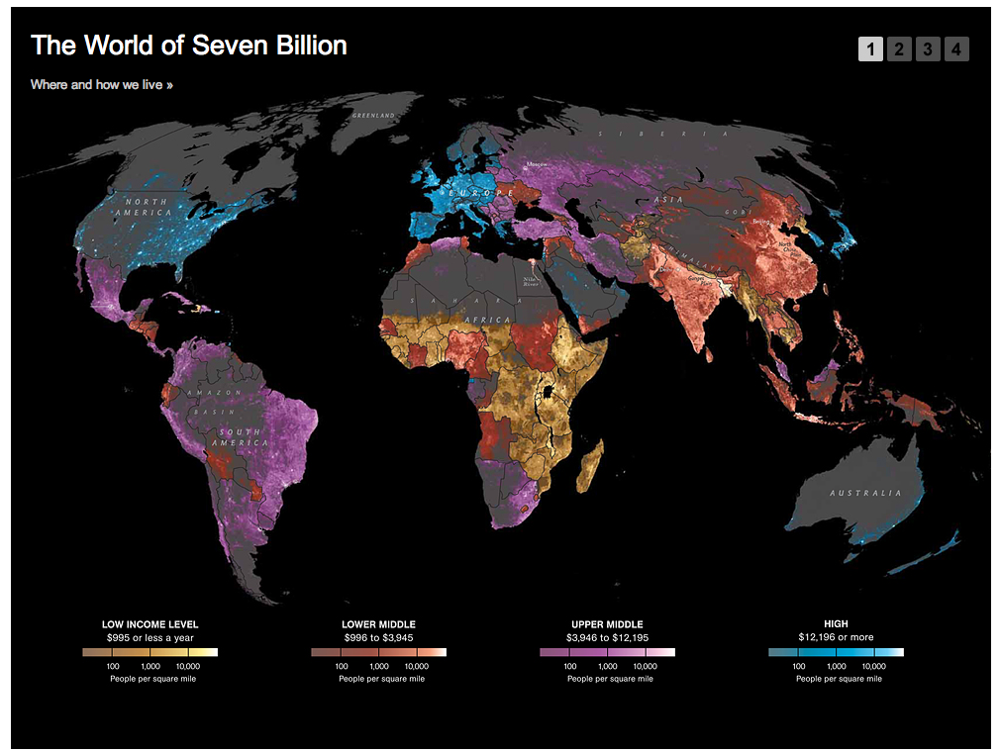 The World of Seven Billion
1 2 3 4
Where and how we live »
GREENLAND
SIBERIA
Moscow
NORTH
AMERICA
EUROPE
ASIA
GOBI
Beijing
North
China
Plain
HIMALAYA
Delhi
Ganges
Plain
Nile
River
SAHARA
AFRICA
AMAZON
BASIN
SOUTH
AMERICA
AUSTRALIA
LOW INCOME LEVEL
$995 or less a year
100 1,000 10,000
People per square mile
LOWER MIDDLE
$996 to $3,945
100 1,000 10,000
People per square mile
UPPER MIDDLE
$3,946 to $12,195
100 1,000 10,000
People per square mile
HIGH
$12,196 or more
100 1,000 10,000
People per square mile